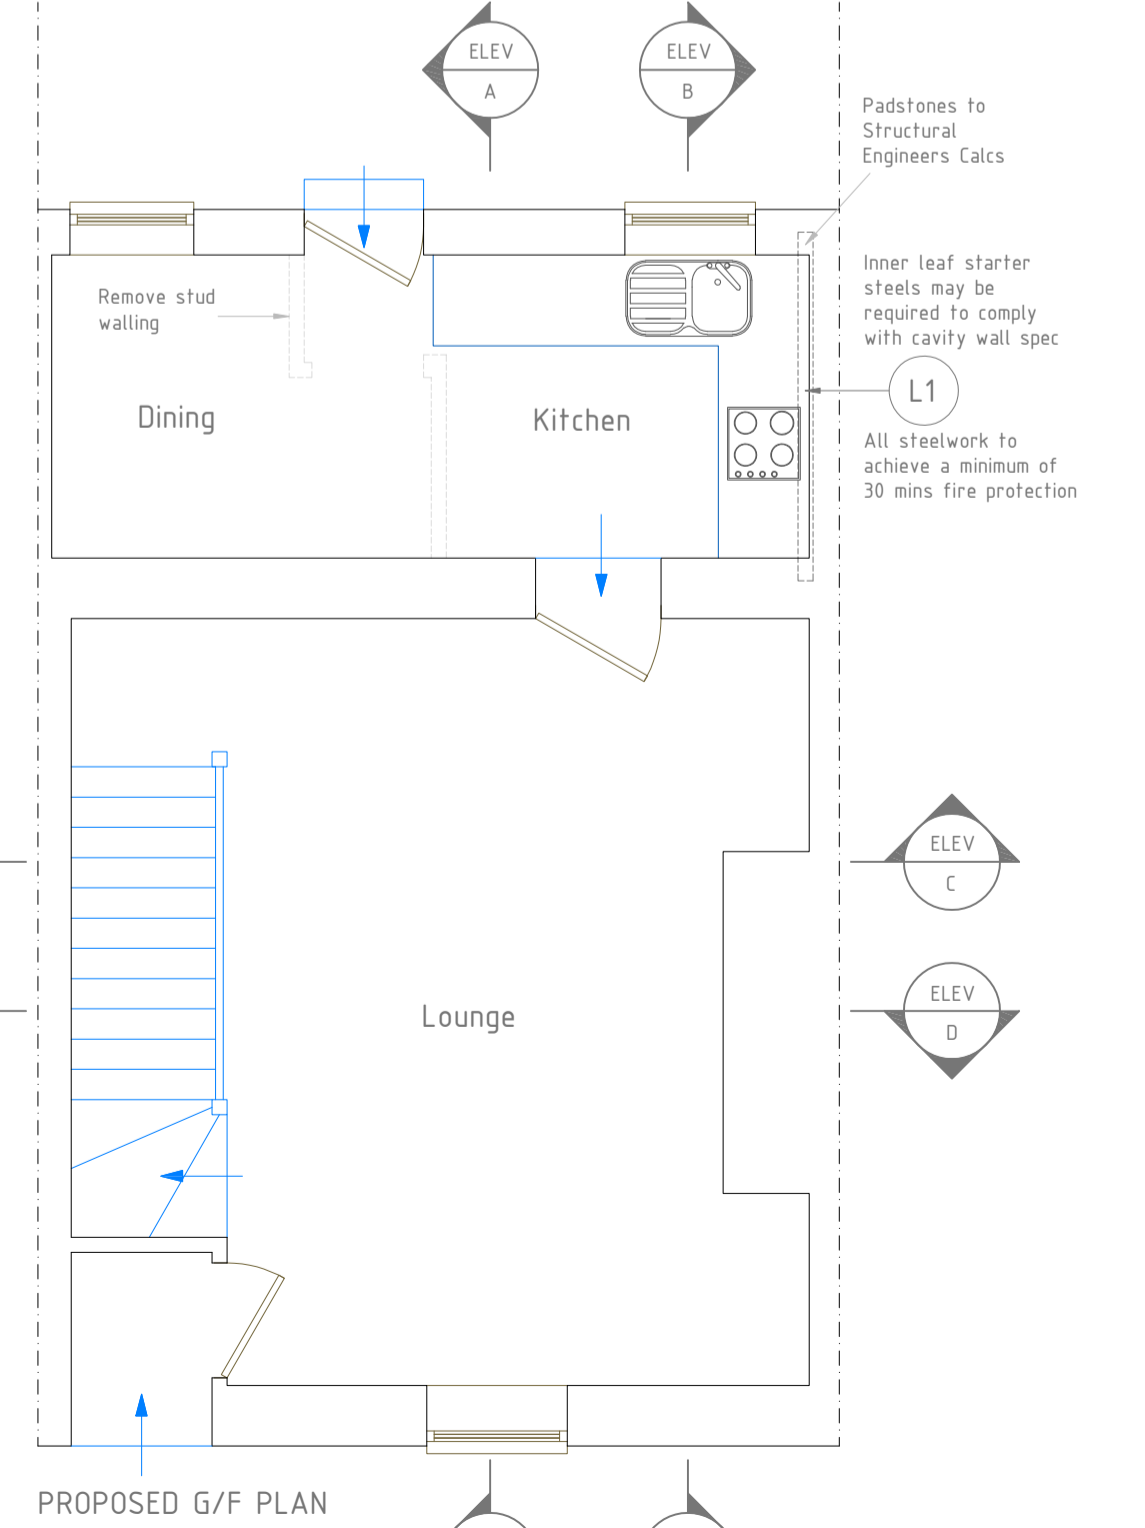 ELEV
A
ELEV
B
Padstones to
Structural
Engineers Calcs
Inner leaf starter
steels may be
required to comply
with cavity wall spec
L1
All steelwork to
achieve a minimum of
30 mins fire protection
Remove stud
walling
Dining
Kitchen
ELEV
C
ELEV
D
Lounge
PROPOSED G/F PLAN